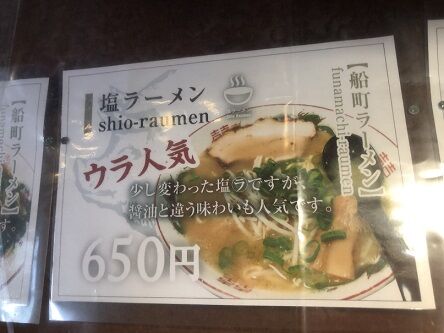 塩ラーメン
shio-raumen
ウラ人気
少し変わった塩ラですが、
醤油と違う味わいも人気です。
650円
【船町ラーメン】
funamachi-raumen